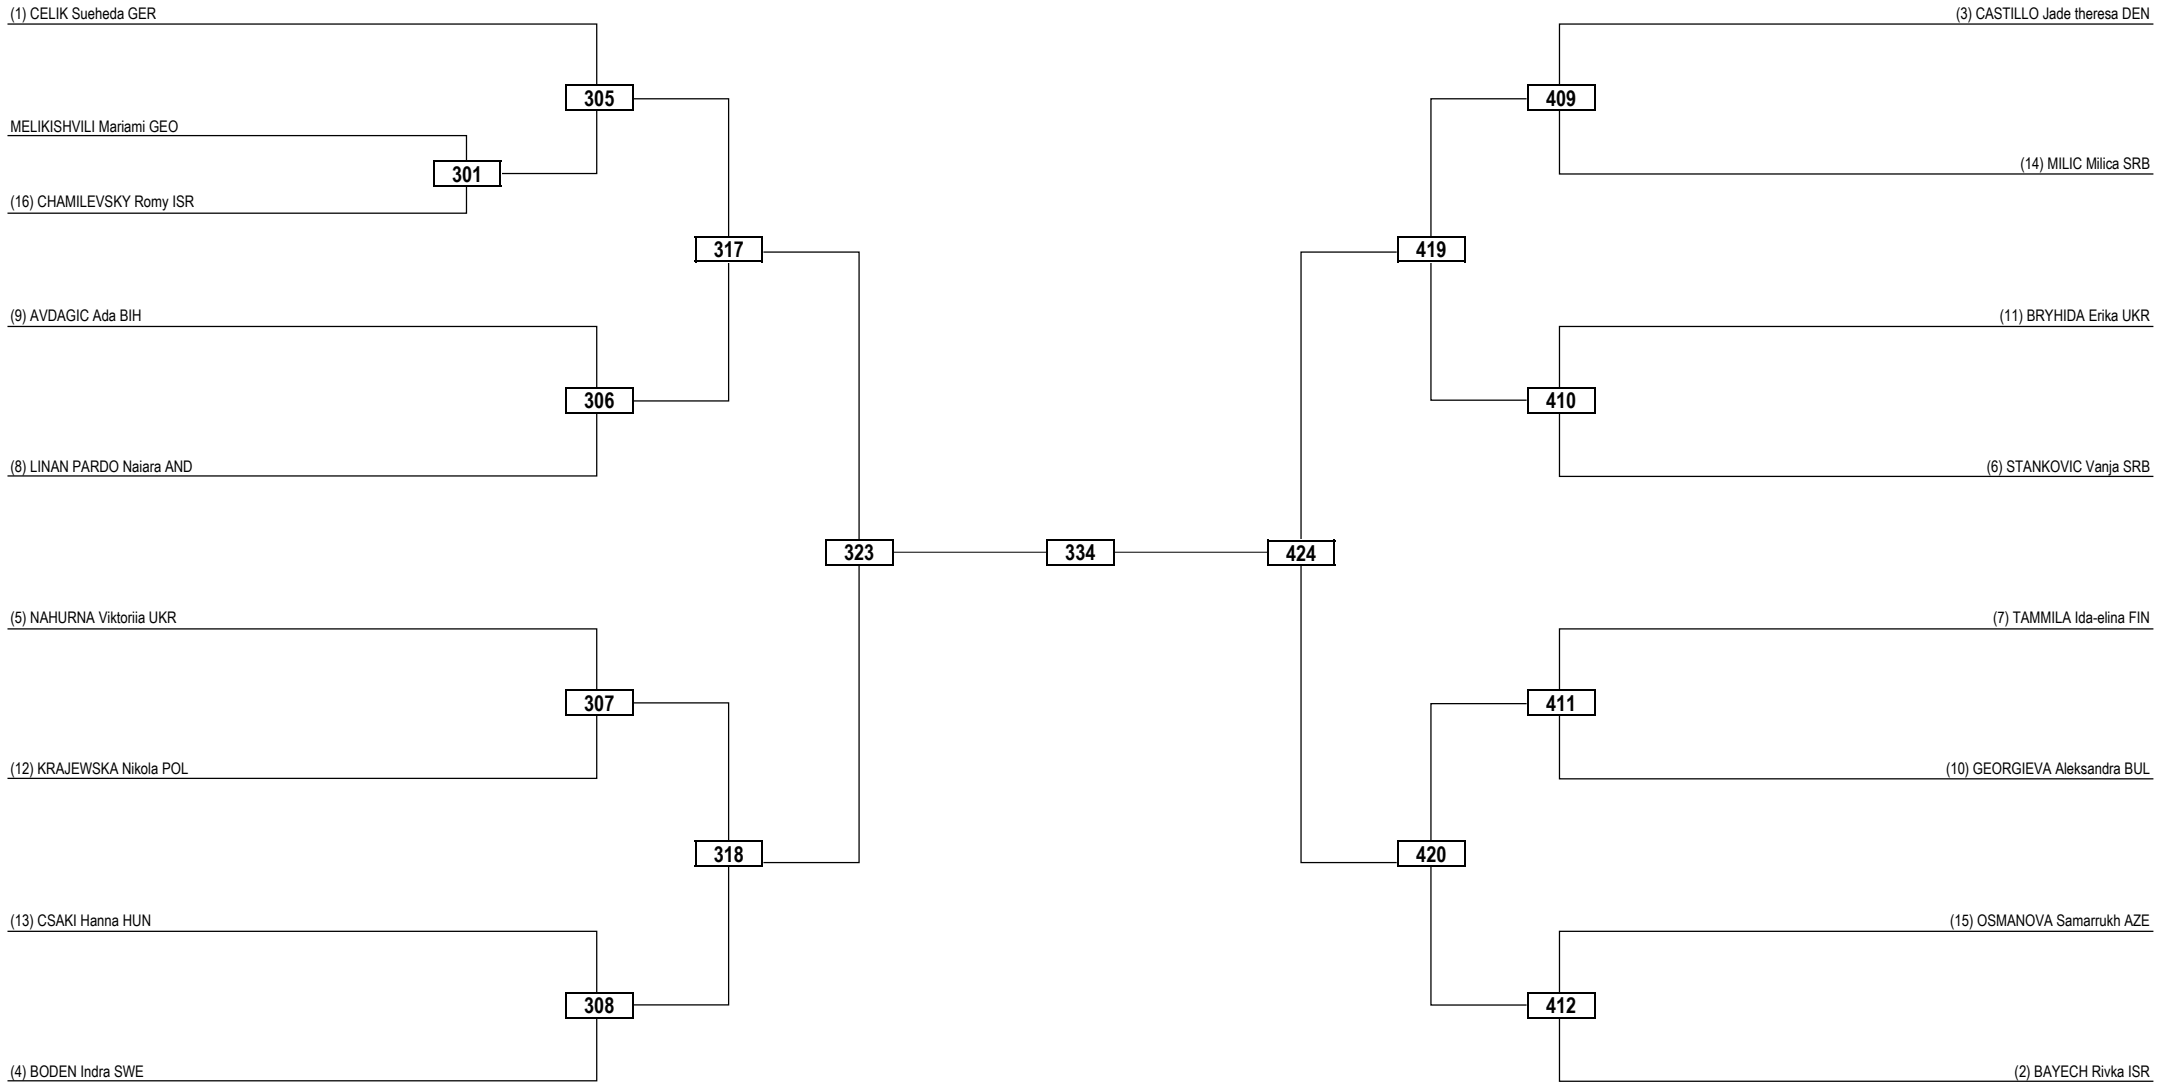 (1) CELIK Sueheda GER
(3) CASTILLO Jade theresa DEN
305
409
MELIKISHVILI Mariami GEO
301
(14) MILIC Milica SRB
(16) CHAMILEVSKY Romy ISR
317
419
(9) AVDAGIC Ada BIH
(11) BRYHIDA Erika UKR
306
410
(8) LINAN PARDO Naiara AND
(6) STANKOVIC Vanja SRB
323
334
424
(5) NAHURNA Viktoriia UKR
(7) TAMMILA Ida-elina FIN
307
411
(12) KRAJEWSKA Nikola POL
(10) GEORGIEVA Aleksandra BUL
318
420
(13) CSAKI Hanna HUN
(15) OSMANOVA Samarrukh AZE
308
412
(4) BODEN Indra SWE
(2) BAYECH Rivka ISR